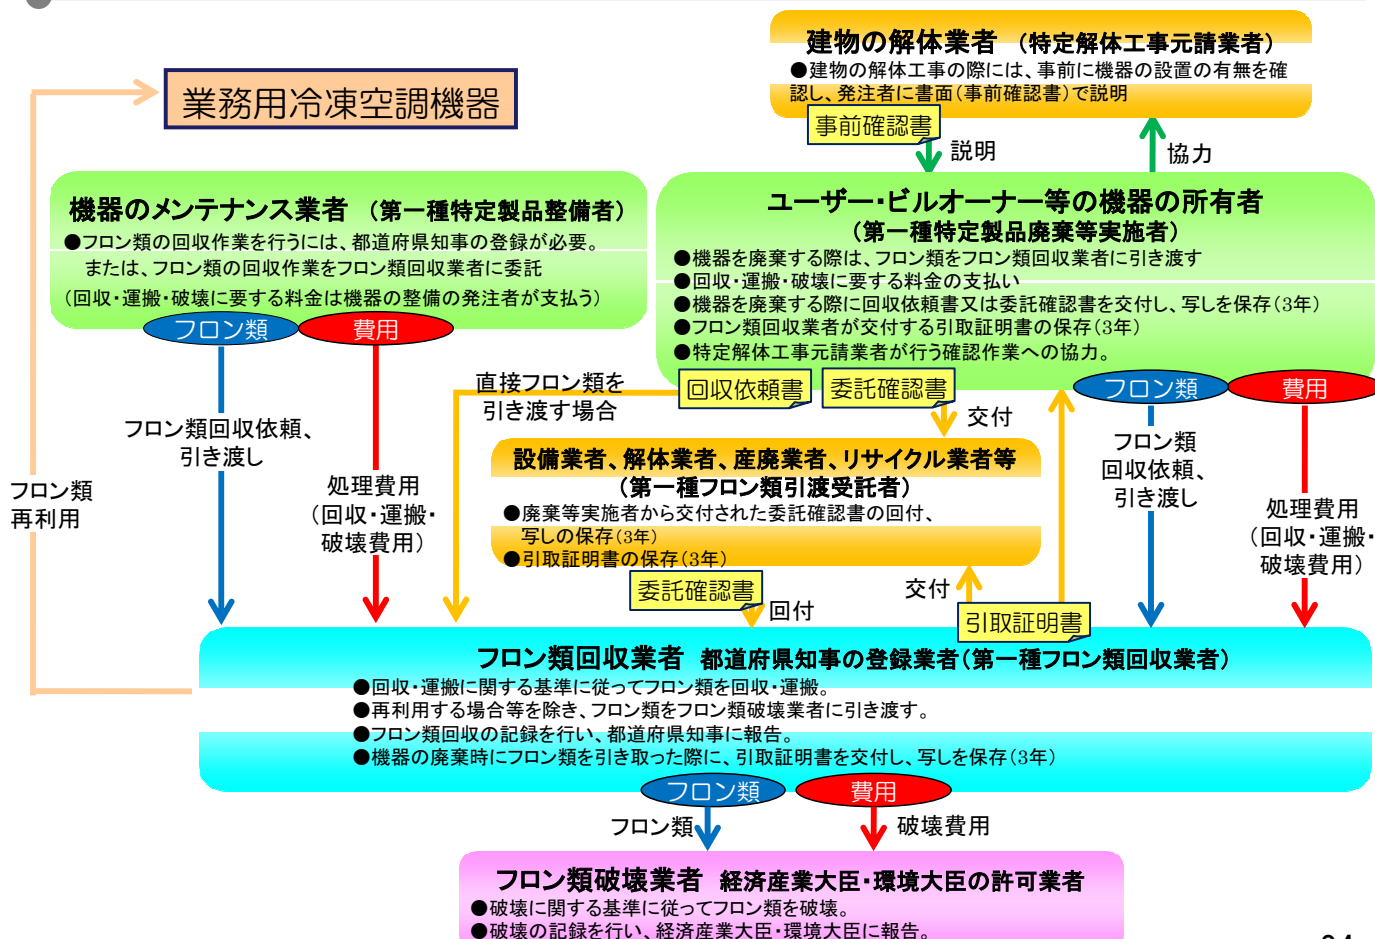 建物の解体業者 （特定解体工事元請業者）
●建物の解体工事の際には、事前に機器の設置の有無を確
認し、発注者に書面（事前確認書）で説明
事前確認書
説明
協力
業務用冷凍空調機器
機器のメンテナンス業者 （第一種特定製品整備者）
●フロン類の回収作業を行うには、都道府県知事の登録が必要。
または、フロン類の回収作業をフロン類回収業者に委託
（回収・運搬・破壊に要する料金は機器の整備の発注者が支払う）
フロン類
費用
ユーザー・ビルオーナー等の機器の所有者
（第一種特定製品廃棄等実施者）
●機器を廃棄する際は、フロン類をフロン類回収業者に引き渡す
●回収・運搬・破壊に要する料金の支払い
●機器を廃棄する際に回収依頼書又は委託確認書を交付し、写しを保存（3年）
●フロン類回収業者が交付する引取証明書の保存（3年）
●特定解体工事元請業者が行う確認作業への協力。
回収依頼書
委託確認書
フロン類
費用
直接フロン類を
引き渡す場合
交付
フロン類回収依頼、
引き渡し
処理費用
（回収・運搬・
破壊費用）
フロン類
再利用
設備業者、解体業者、産廃業者、リサイクル業者等
（第一種フロン類引渡受託者）
●廃棄等実施者から交付された委託確認書の回付、
写しの保存（3年）
●引取証明書の保存（3年）
フロン類
回収依頼、
引き渡し
処理費用
（回収・運搬・
破壊費用）
委託確認書
回付
交付
引取証明書
フロン類回収業者 都道府県知事の登録業者（第一種フロン類回収業者）
●回収・運搬に関する基準に従ってフロン類を回収・運搬。
●再利用する場合等を除き、フロン類をフロン類破壊業者に引き渡す。
●フロン類回収の記録を行い、都道府県知事に報告。
●機器の廃棄時にフロン類を引き取った際に、引取証明書を交付し、写しを保存（3年）
フロン類
費用
フロン類
破壊費用
フロン類破壊業者 経済産業大臣・環境大臣の許可業者
●破壊に関する基準に従ってフロン類を破壊。
●破壊の記録を行い、経済産業大臣・環境大臣に報告。